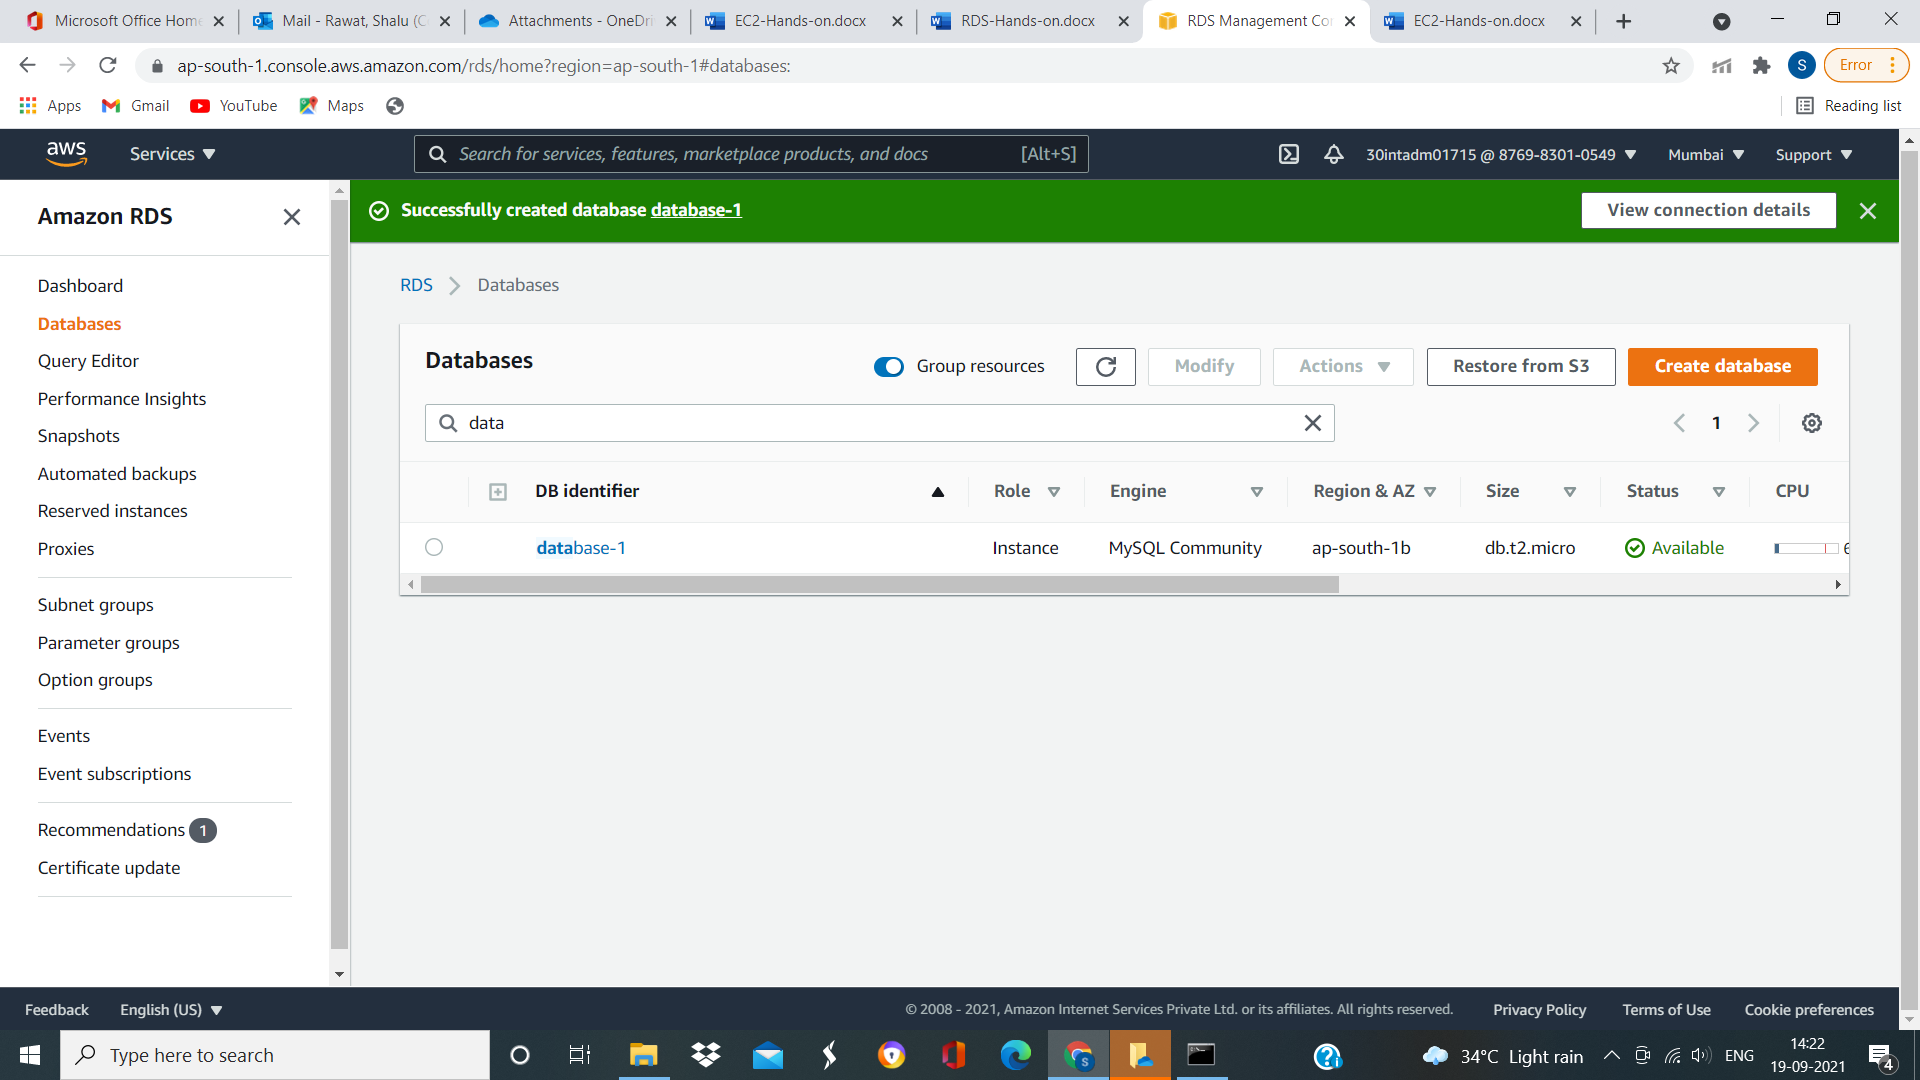 Microsoft Office Home
Mail - Rawat, Shalu (C
Attachments - OneDri
EC2-Hands-on.docx
RDS-Hands-on.docx
RDS Management Co
EC2-Hands-on.docx
ap-south-1.console.aws.amazon.com/rds/home?region=ap-south-1#databases:
S
Error
Apps
Gmail
YouTube
Maps
Reading list
aws
Services
Search for services, features, marketplace products, and docs
[Alt+S]
30intadm01715 @ 8769-8301-0549
Mumbai
Support
Amazon RDS
Dashboard
Databases
Query Editor
Performance Insights
Snapshots
Automated backups
Reserved instances
Proxies
Subnet groups
Parameter groups
Option groups
Events
Event subscriptions
Recommendations 1
Certificate update
Successfully created database database-1
View connection details
RDS
Databases
Databases
Group resources
Modify
Actions
Restore from S3
Create database
data
1
DB identifier
Role
Engine
Region & AZ
Size
Status
CPU
database-1
Instance
MySQL Community
ap-south-1b
db.t2.micro
Available
Feedback
English (US)
© 2008 - 2021, Amazon Internet Services Private Ltd. or its affiliates. All rights reserved.
Privacy Policy
Terms of Use
Cookie preferences
Type here to search
34°C Light rain
ENG
14:22
19-09-2021
4